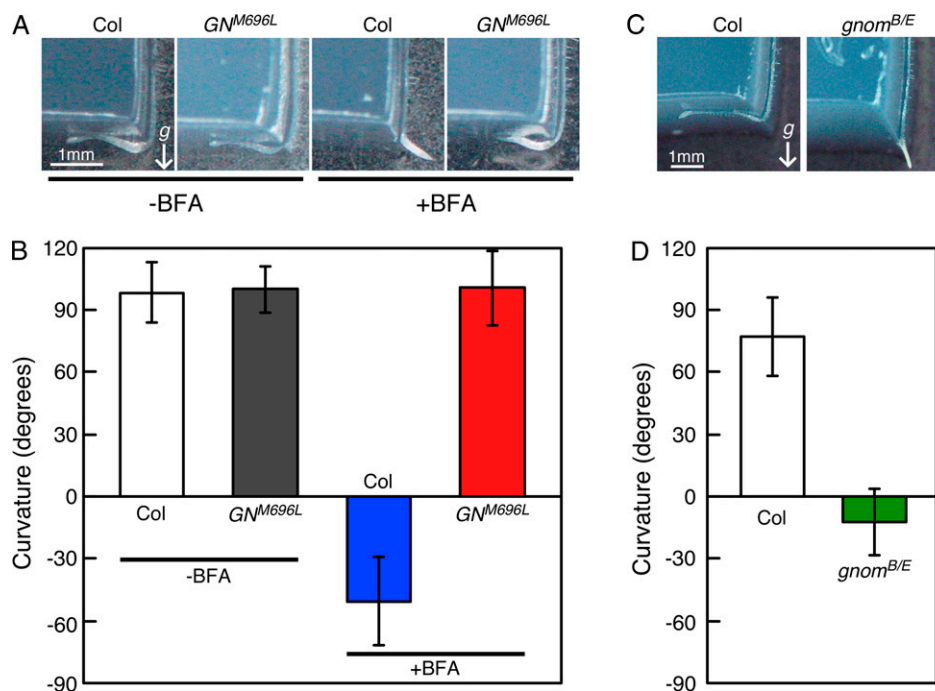 A
Col
GN^M696L
Col
GN^M696L
g
1mm
-BFA
+BFA
C
Col
gnom^B/E
g
1mm
B
Curvature (degrees)
120
90
60
30
0
-30
-60
-90
Col
GN^M696L
Col
GN^M696L
-BFA
+BFA
D
Curvature (degrees)
120
90
60
30
0
-30
-60
-90
Col
gnom^B/E